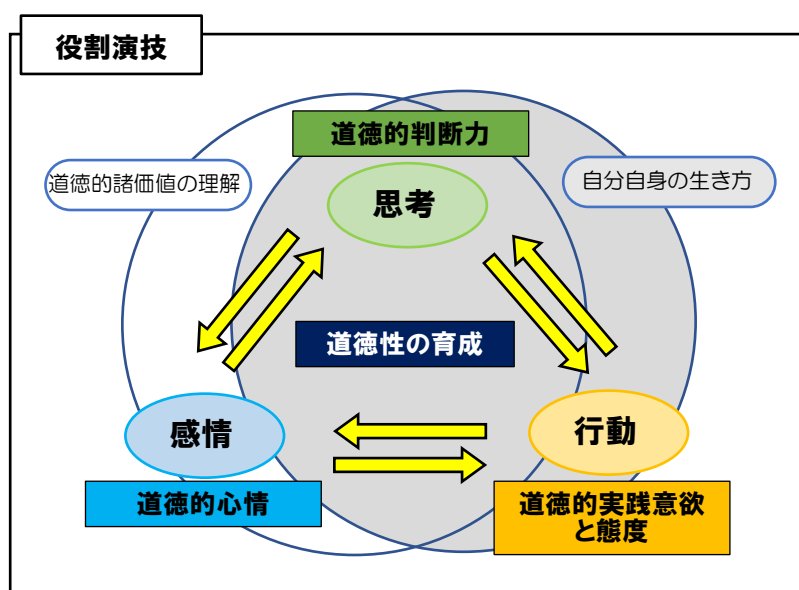 役割演技
道徳的判断力
道徳的諸価値の理解
自分自身の生き方
思考
道徳性の育成
感情
行動
道徳的心情
道徳的実践意欲
と態度